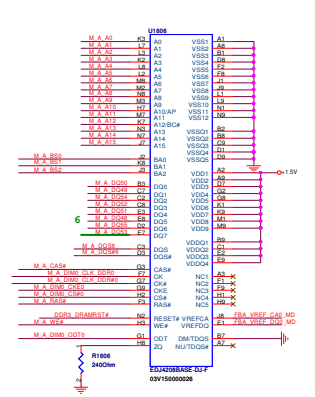 U1606
M_A_A0 K3 A0 VSS1 A1
M_A_A1 L7 A1 VSS2 A8
M_A_A2 L3 A2 VSS3 B1
M_A_A3 K2 A3 VSS4 D8
M_A_A4 L8 A4 VSS5 F2
M_A_A5 L2 A5 VSS6 F8
M_A_A6 M8 A6 VSS7 J1
M_A_A7 M2 A7 VSS8 J9
M_A_A8 N8 A8 VSS9 L1
M_A_A9 M3 A9 VSS10 L9
M_A_A10 H7 A10/AP VSS11 N1
M_A_A11 M7 A11 VSS12 N9
M_A_A12 K7 A12/BC#
M_A_A13 N3 A13 VSSQ1 B2
M_A_A14 N7 A14 VSSQ2 B8
M_A_A15 J7 A15 VSSQ3 C9
VSSQ4 D1
M_A_BS0 J2 BA0 VSSQ5 D9
M_A_BS1 K8 BA1
M_A_BS2 J3 BA2 VDD1 A2 +1.5V
VDD2 A9
M_A_DQ50 B3 DQ0 VDD3 D7
M_A_DQ49 C7 DQ1 VDD4 G2
M_A_DQ54 C2 DQ2 VDD5 G8
M_A_DQ52 C8 DQ3 VDD6 K1
M_A_DQ51 E3 DQ4 VDD7 K9
M_A_DQ48 E8 DQ5 VDD8 M1
6 M_A_DQ55 D2 DQ6 VDD9 M9
M_A_DQ53 E7 DQ7
VDDQ1 B9
M_A_DQS6 C3 DQS VDDQ2 C1
M_A_DQS#6 D3 DQS# VDDQ3 E2
VDDQ4 E9
M_A_CAS# G3 CAS#
M_A_DIM0_CLK_DDR0 F7 CK NC1 A3
M_A_DIM0_CLK_DDR#0 G7 CK# NC2 F1
M_A_DIM0_CKE0 G9 CKE NC3 F9
M_A_DIM0_CS#0 H2 CS# NC4 H1
M_A_RAS# F3 RAS# NC5 H9
DDR3_DRAMRST# N2 RESET# VREFCA J8 FBA_VREF_CA0_MD
M_A_WE# H3 WE# VREFDQ E1 FBA_VREF_DQ0_MD
M_A_DIM0_ODT0 G1 ODT DM/TDQS B7
H8 ZQ NU/TDQS# A7
R1606
240Ohm
EDJ4208BASE-DJ-F
03V150000026